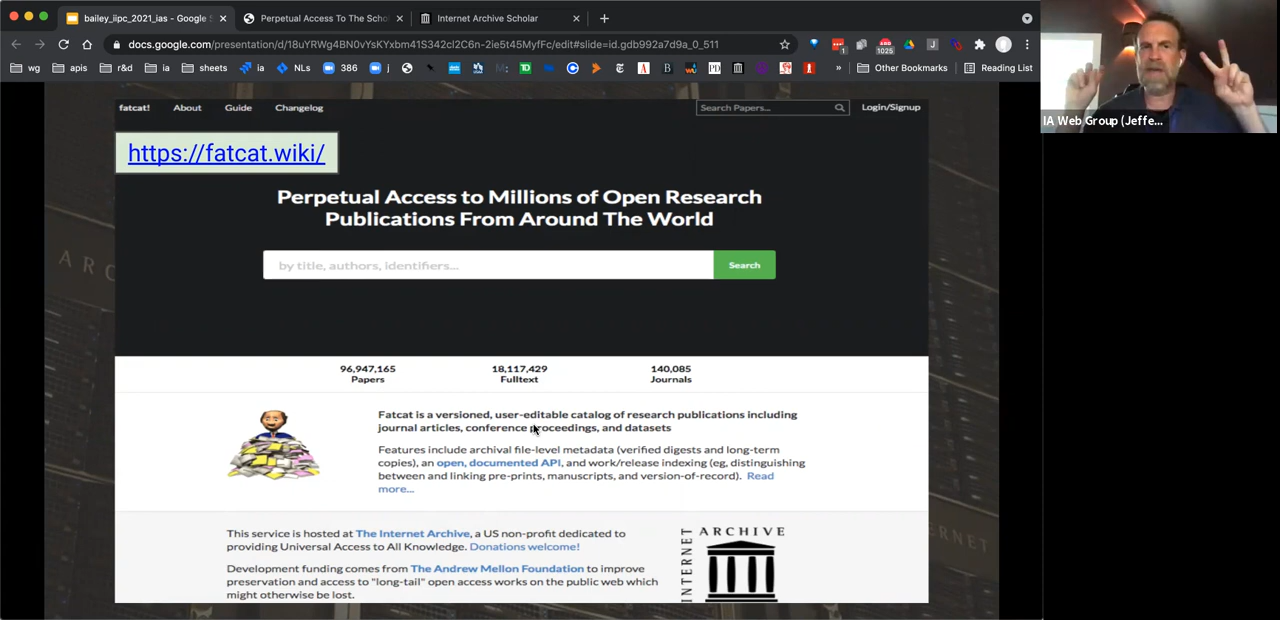 bailey_iipc_2021_ias - Google S
Perpetual Access To The Scho
Internet Archive Scholar
docs.google.com/presentation/d/18uYRWg4BN0vYsKYxbm41S342cI2C6n-2ie5t45MyfFc/edit#slide=id.gdb992a7d9a_0_511
wg
apis
r&d
ia
sheets
ia
NLs
386
j
Other Bookmarks
Reading List
IA Web Group (Jeffe...
fatcat!
About
Guide
Changelog
Search Papers...
Login/Signup
https://fatcat.wiki/
Perpetual Access to Millions of Open Research
Publications From Around The World
by title, authors, identifiers...
Search
96,947,165
Papers
18,117,429
Fulltext
140,085
Journals
Fatcat is a versioned, user-editable catalog of research publications including
journal articles, conference proceedings, and datasets
Features include archival file-level metadata (verified digests and long-term
copies), an open, documented API, and work/release indexing (eg, distinguishing
between and linking pre-prints, manuscripts, and version-of-record). Read
more...
This service is hosted at The Internet Archive, a US non-profit dedicated to
providing Universal Access to All Knowledge. Donations welcome!
Development funding comes from The Andrew Mellon Foundation to improve
preservation and access to "long-tail" open access works on the public web which
might otherwise be lost.
INTERNET
ARCHIVE